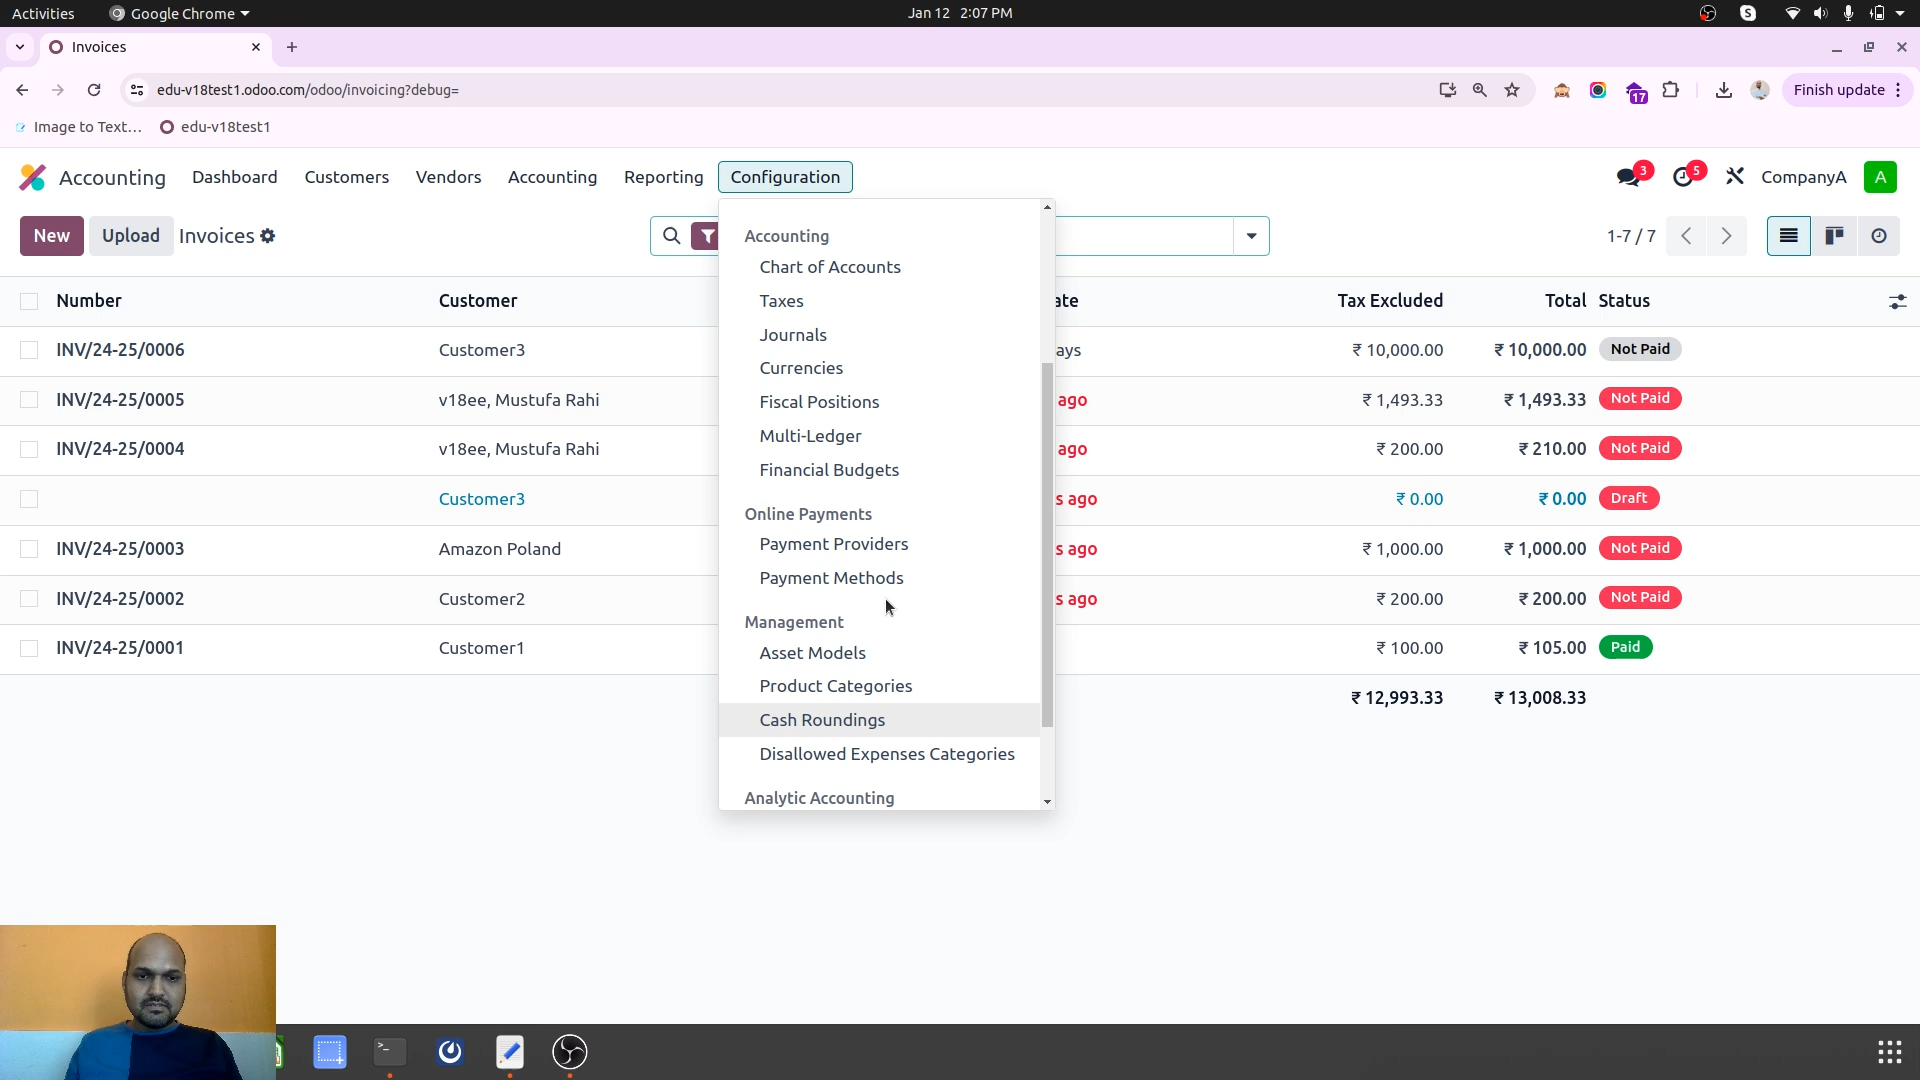 Activities Google Chrome Jan 12 2:07 PM
Invoices
edu-v18test1.odoo.com/odoo/invoicing?debug= 17 Finish update
Image to Text... edu-v18test1
Accounting Dashboard Customers Vendors Accounting Reporting Configuration 3 5 CompanyA A
New Upload Invoices 1-7 / 7
Number Customer ate Tax Excluded Total Status
INV/24-25/0006 Customer3 ays ₹ 10,000.00 ₹ 10,000.00 Not Paid
INV/24-25/0005 v18ee, Mustufa Rahi ago ₹ 1,493.33 ₹ 1,493.33 Not Paid
INV/24-25/0004 v18ee, Mustufa Rahi ago ₹ 200.00 ₹ 210.00 Not Paid
Customer3 s ago ₹ 0.00 ₹ 0.00 Draft
INV/24-25/0003 Amazon Poland s ago ₹ 1,000.00 ₹ 1,000.00 Not Paid
INV/24-25/0002 Customer2 s ago ₹ 200.00 ₹ 200.00 Not Paid
INV/24-25/0001 Customer1 ₹ 100.00 ₹ 105.00 Paid
₹ 12,993.33 ₹ 13,008.33
Accounting
Chart of Accounts
Taxes
Journals
Currencies
Fiscal Positions
Multi-Ledger
Financial Budgets
Online Payments
Payment Providers
Payment Methods
Management
Asset Models
Product Categories
Cash Roundings
Disallowed Expenses Categories
Analytic Accounting